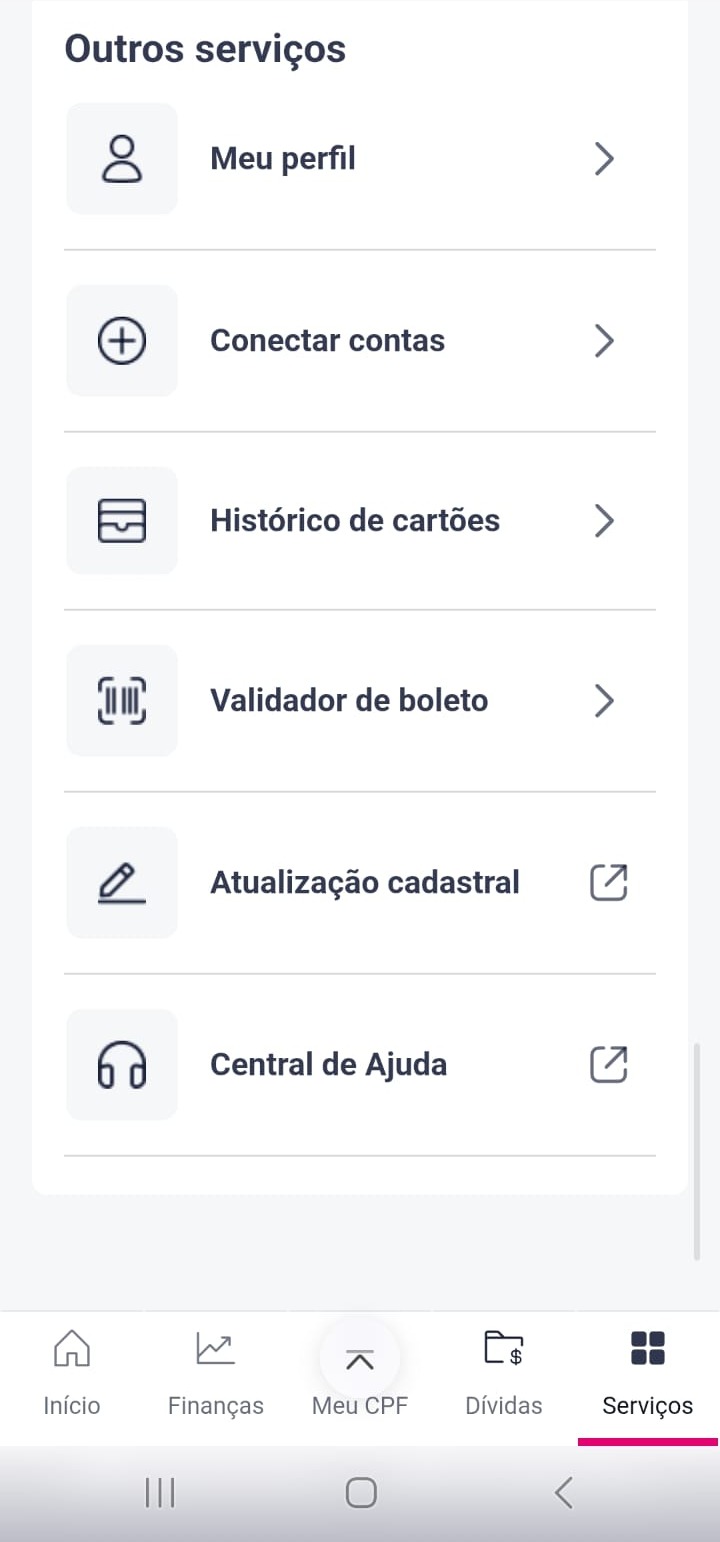 Outros serviços
Meu perfil
Conectar contas
Histórico de cartões
Validador de boleto
Atualização cadastral
Central de Ajuda
Início
Finanças
Meu CPF
Dívidas
Serviços